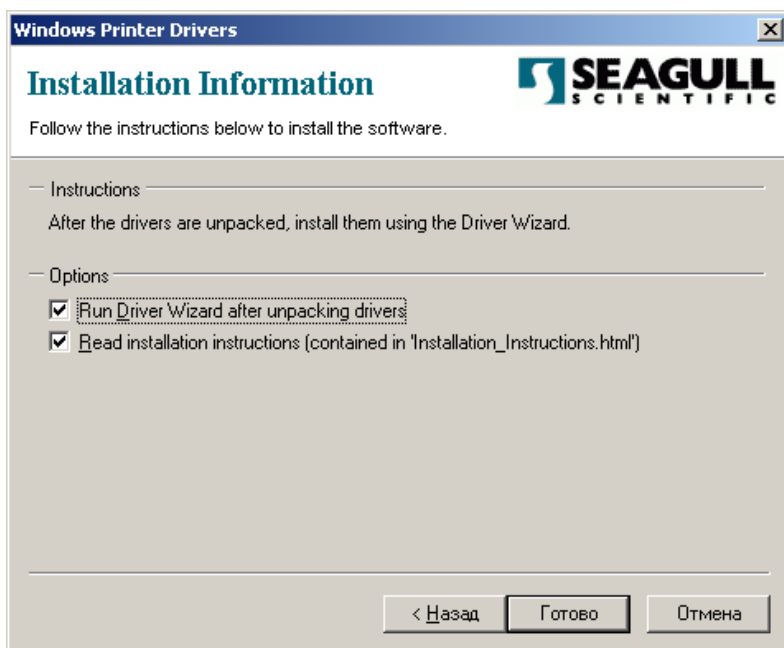 Windows Printer Drivers
Installation Information
SEAGULL
SCIENTIFIC
Follow the instructions below to install the software.
Instructions
After the drivers are unpacked, install them using the Driver Wizard.
Options
Run Driver Wizard after unpacking drivers
Read installation instructions (contained in 'Installation_Instructions.html')
< Назад Готово Отмена